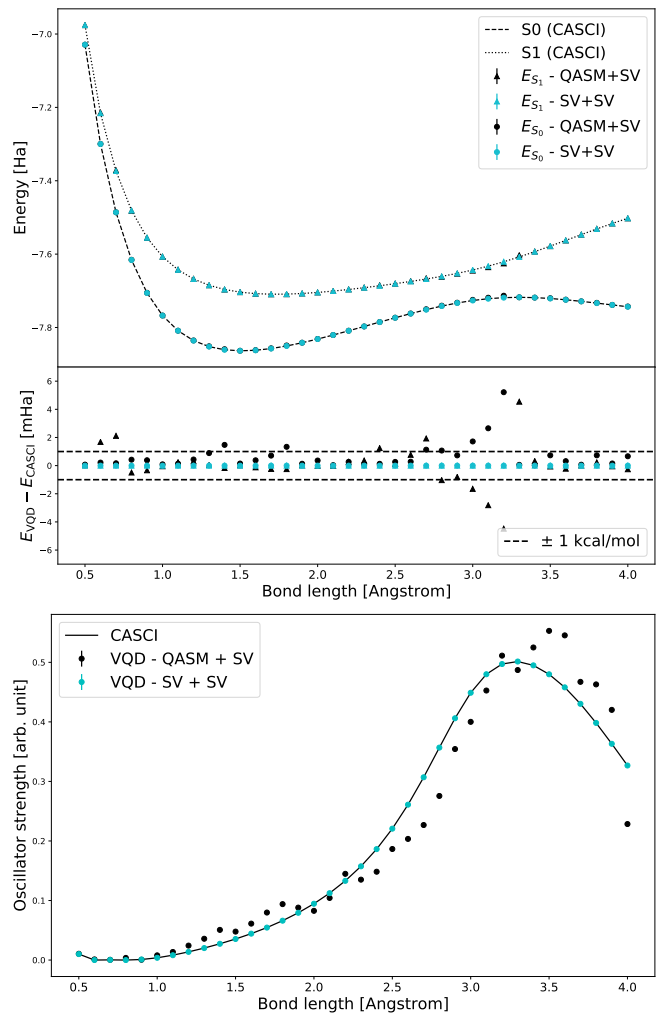 −7.0
−7.2
−7.4
−7.6
−7.8
Energy [Ha]
S0 (CASCI)
S1 (CASCI)
E_{S_1} - QASM+SV
E_{S_1} - SV+SV
E_{S_0} - QASM+SV
E_{S_0} - SV+SV
6
4
2
0
−2
−4
−6
E_{VQD} − E_{CASCI} [mHa]
± 1 kcal/mol
0.5 1.0 1.5 2.0 2.5 3.0 3.5 4.0
Bond length [Angstrom]
CASCI
VQD - QASM + SV
VQD - SV + SV
0.5
0.4
0.3
0.2
0.1
0.0
Oscillator strength [arb. unit]
0.5 1.0 1.5 2.0 2.5 3.0 3.5 4.0
Bond length [Angstrom]